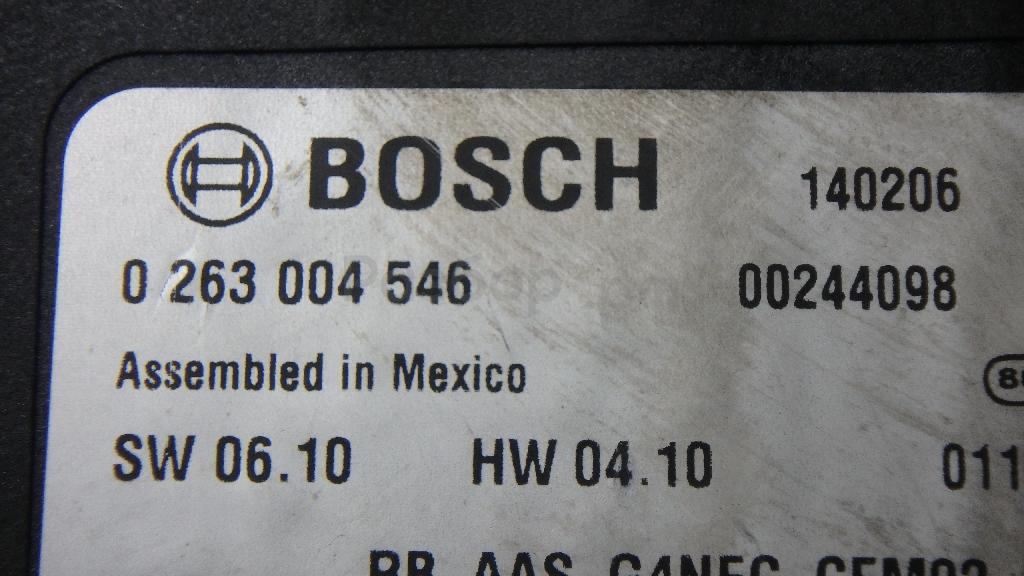 BOSCH 140206
0 263 004 546 00244098
Assembled in Mexico
SW 06.10 HW 04.10 011